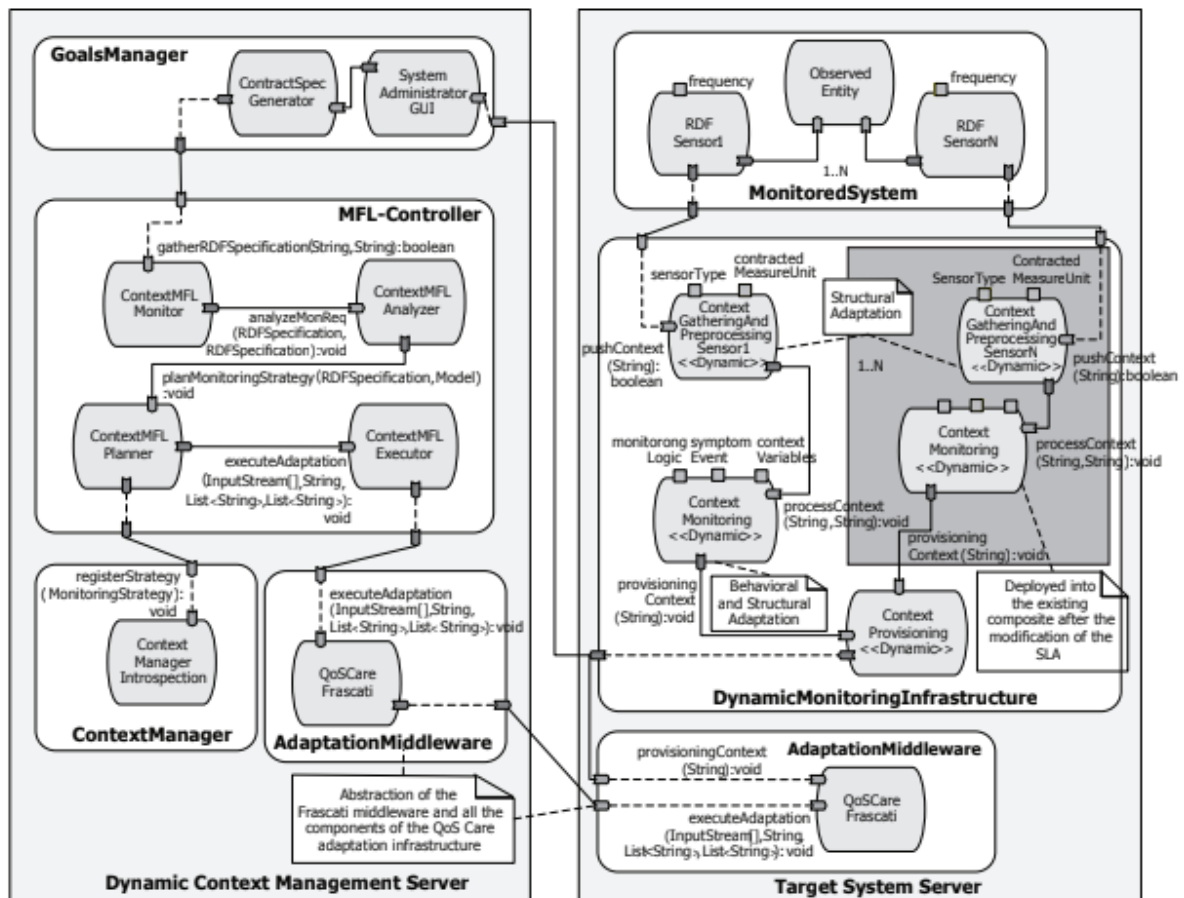 GoalsManager
ContractSpec
Generator
System
Administrator
GUI
MFL-Controller
gatherRDFSpecification(String,String):boolean
ContextMFL
Monitor
ContextMFL
Analyzer
analyzeMonReq
(RDFSpecification,
RDFSpecification):void
planMonitoringStrategy(RDFSpecification,Model)
:void
ContextMFL
Planner
ContextMFL
Executor
executeAdaptation
(InputStream[],String,
List<String>,List<String>):
void
registerStrategy
(MonitoringStrategy):
void
Context
Manager
Introspection
ContextManager
executeAdaptation
(InputStream[],String,
List<String>,List<String>):void
QoSCare
Frascati
AdaptationMiddleware
Abstraction of the
Frascati middleware and all the
components of the QoS Care
adaptation infrastructure
Dynamic Context Management Server
Observed
Entity
frequency
RDF
Sensor1
frequency
RDF
SensorN
1..N
MonitoredSystem
sensorType
contracted
MeasureUnit
Context
GatheringAnd
Preprocessing
Sensor1
<<Dynamic>>
pushContext
(String):
boolean
Structural
Adaptation
1..N
SensorType
Contracted
MeasureUnit
Context
GatheringAnd
Preprocessing
SensorN
<<Dynamic>>
pushContext
(String):boolean
monitorong
Logic
symptom
Event
context
Variables
Context
Monitoring
<<Dynamic>>
processContext
(String,String):void
Context
Monitoring
<<Dynamic>>
processContext
(String,String):void
provisioning
Context(String):void
provisioning
Context
(String):void
Behavioral
and Structural
Adaptation
Context
Provisioning
<<Dynamic>>
Deployed into
the existing
composite after the
modification of the
SLA
DynamicMonitoringInfrastructure
AdaptationMiddleware
provisioningContext
(String):void
QoSCare
Frascati
executeAdaptation
(InputStream[],String,
List<String>,List<String>):void
Target System Server